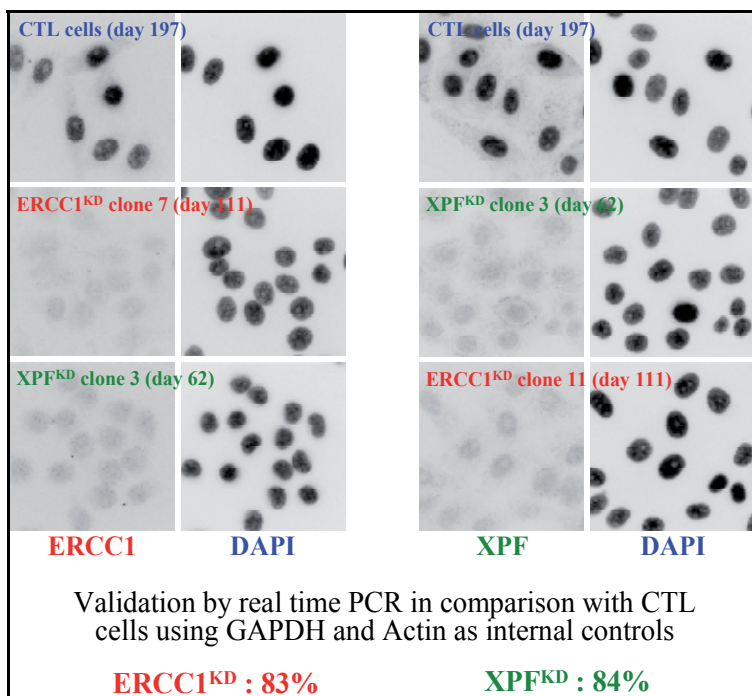 CTL cells (day 197)
CTL cells (day 197)
ERCC1KD clone 7 (day 111)
XPFKD clone 3 (day 62)
XPFKD clone 3 (day 62)
ERCC1KD clone 11 (day 111)
ERCC1 DAPI XPF DAPI
Validation by real time PCR in comparison with CTL
cells using GAPDH and Actin as internal controls
ERCC1KD : 83% XPFKD : 84%